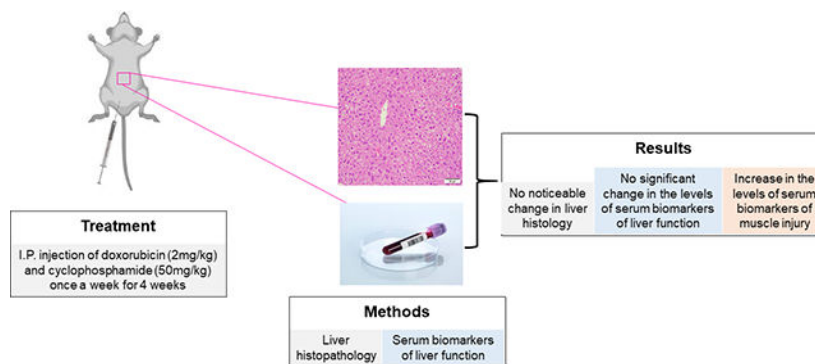 Treatment
I.P. injection of doxorubicin (2mg/kg)
and cyclophosphamide (50mg/kg)
once a week for 4 weeks
Methods
Liver
histopathology
Serum biomarkers
of liver function
Results
No noticeable
change in liver
histology
No significant
change in the levels
of serum biomarkers
of liver function
Increase in the
levels of serum
biomarkers of
muscle injury